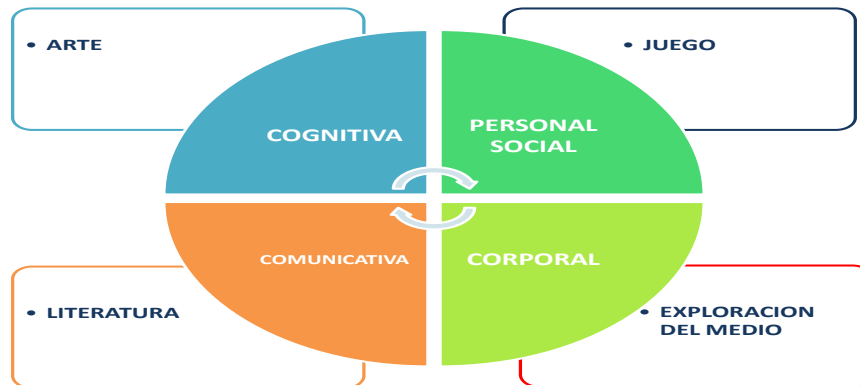 • ARTE
• JUEGO
COGNITIVA
PERSONAL
SOCIAL
COMUNICATIVA
CORPORAL
• LITERATURA
• EXPLORACION
DEL MEDIO